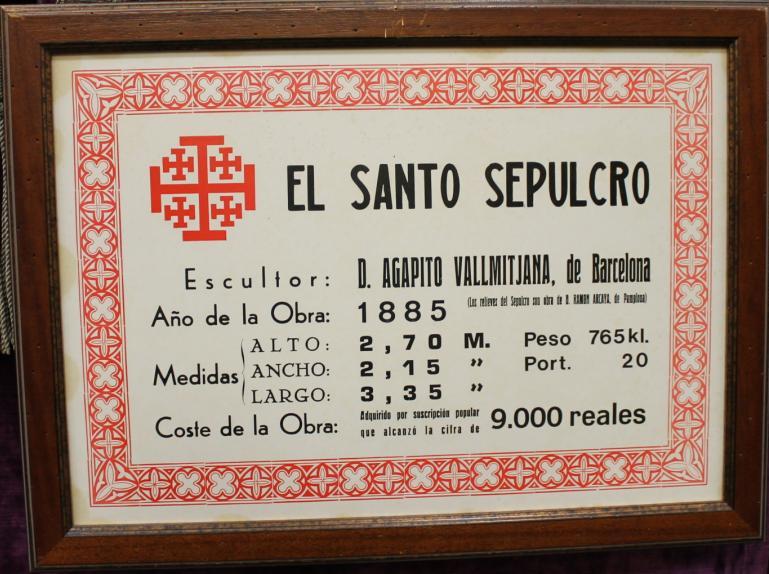 EL SANTO SEPULCRO
Escultor: D. AGAPITO VALLMITJANA, de Barcelona
(Los relieves del Sepulcro son obra de D. RAMON ARCAYA, de Pamplona)
Año de la Obra: 1885
Medidas
ALTO: 2,70 M. Peso 765kl.
ANCHO: 2,15 " Port. 20
LARGO: 3,35 "
Coste de la Obra: Adquirido por suscripción popular
que alcanzó la cifra de 9.000 reales